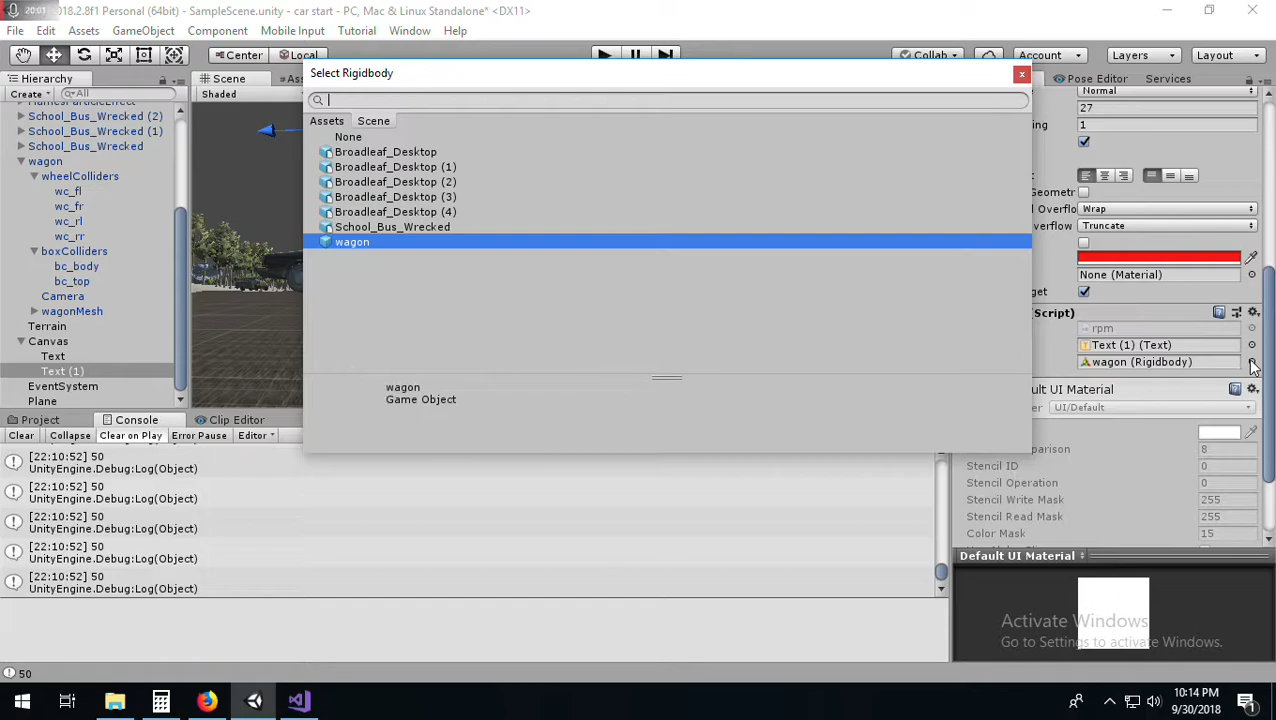 20:01
2018.2.8f1 Personal (64bit) - SampleScene.unity - car start - PC, Mac & Linux Standalone* <DX11>
File Edit Assets GameObject Component Mobile Input Tutorial Window Help
Center Local Collab Account Layers Layout
Hierarchy Scene
Select Rigidbody
Pose Editor Services
Create All Shaded
Normal
School_Bus_Wrecked (2)
School_Bus_Wrecked (1)
School_Bus_Wrecked
wagon
wheelColliders
wc_fl
wc_fr
wc_rl
wc_rr
boxColliders
bc_body
bc_top
Camera
wagonMesh
Terrain
Canvas
Text
Text (1)
EventSystem
Plane
Assets Scene
None
Broadleaf_Desktop
Broadleaf_Desktop (1)
Broadleaf_Desktop (2)
Broadleaf_Desktop (3)
Broadleaf_Desktop (4)
School_Bus_Wrecked
wagon
wagon
Game Object
27
1
Wrap
Truncate
None (Material)
(Script)
rpm
Text (1) (Text)
wagon (Rigidbody)
UI Material
UI/Default
8
Stencil ID 0
Stencil Operation 0
Stencil Write Mask 255
Stencil Read Mask 255
Color Mask 15
Default UI Material
Project Console Clip Editor
Clear Collapse Clear on Play Error Pause Editor
[22:10:52] 50
UnityEngine.Debug:Log(Object)
[22:10:52] 50
UnityEngine.Debug:Log(Object)
[22:10:52] 50
UnityEngine.Debug:Log(Object)
[22:10:52] 50
UnityEngine.Debug:Log(Object)
[22:10:52] 50
UnityEngine.Debug:Log(Object)
Activate Windows
Go to Settings to activate Windows.
50
10:14 PM
9/30/2018
1